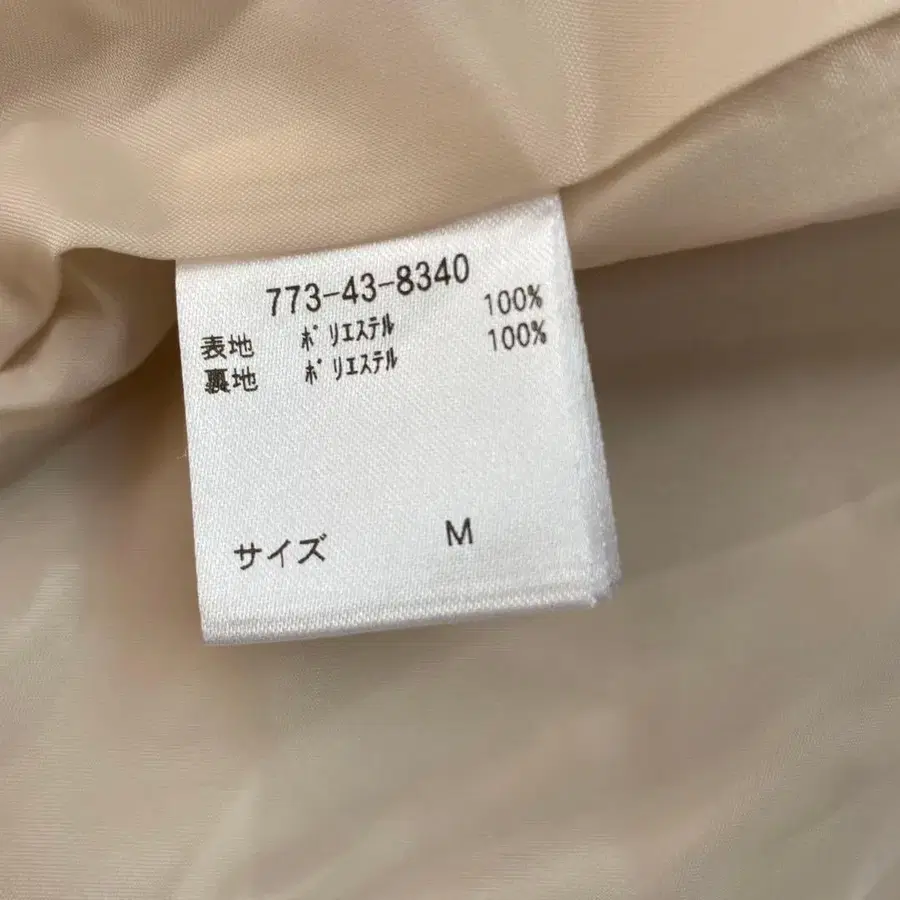 773-43-8340
表地 ﾎﾟﾘｴｽﾃﾙ 100%
裏地 ﾎﾟﾘｴｽﾃﾙ 100%
サイズ M